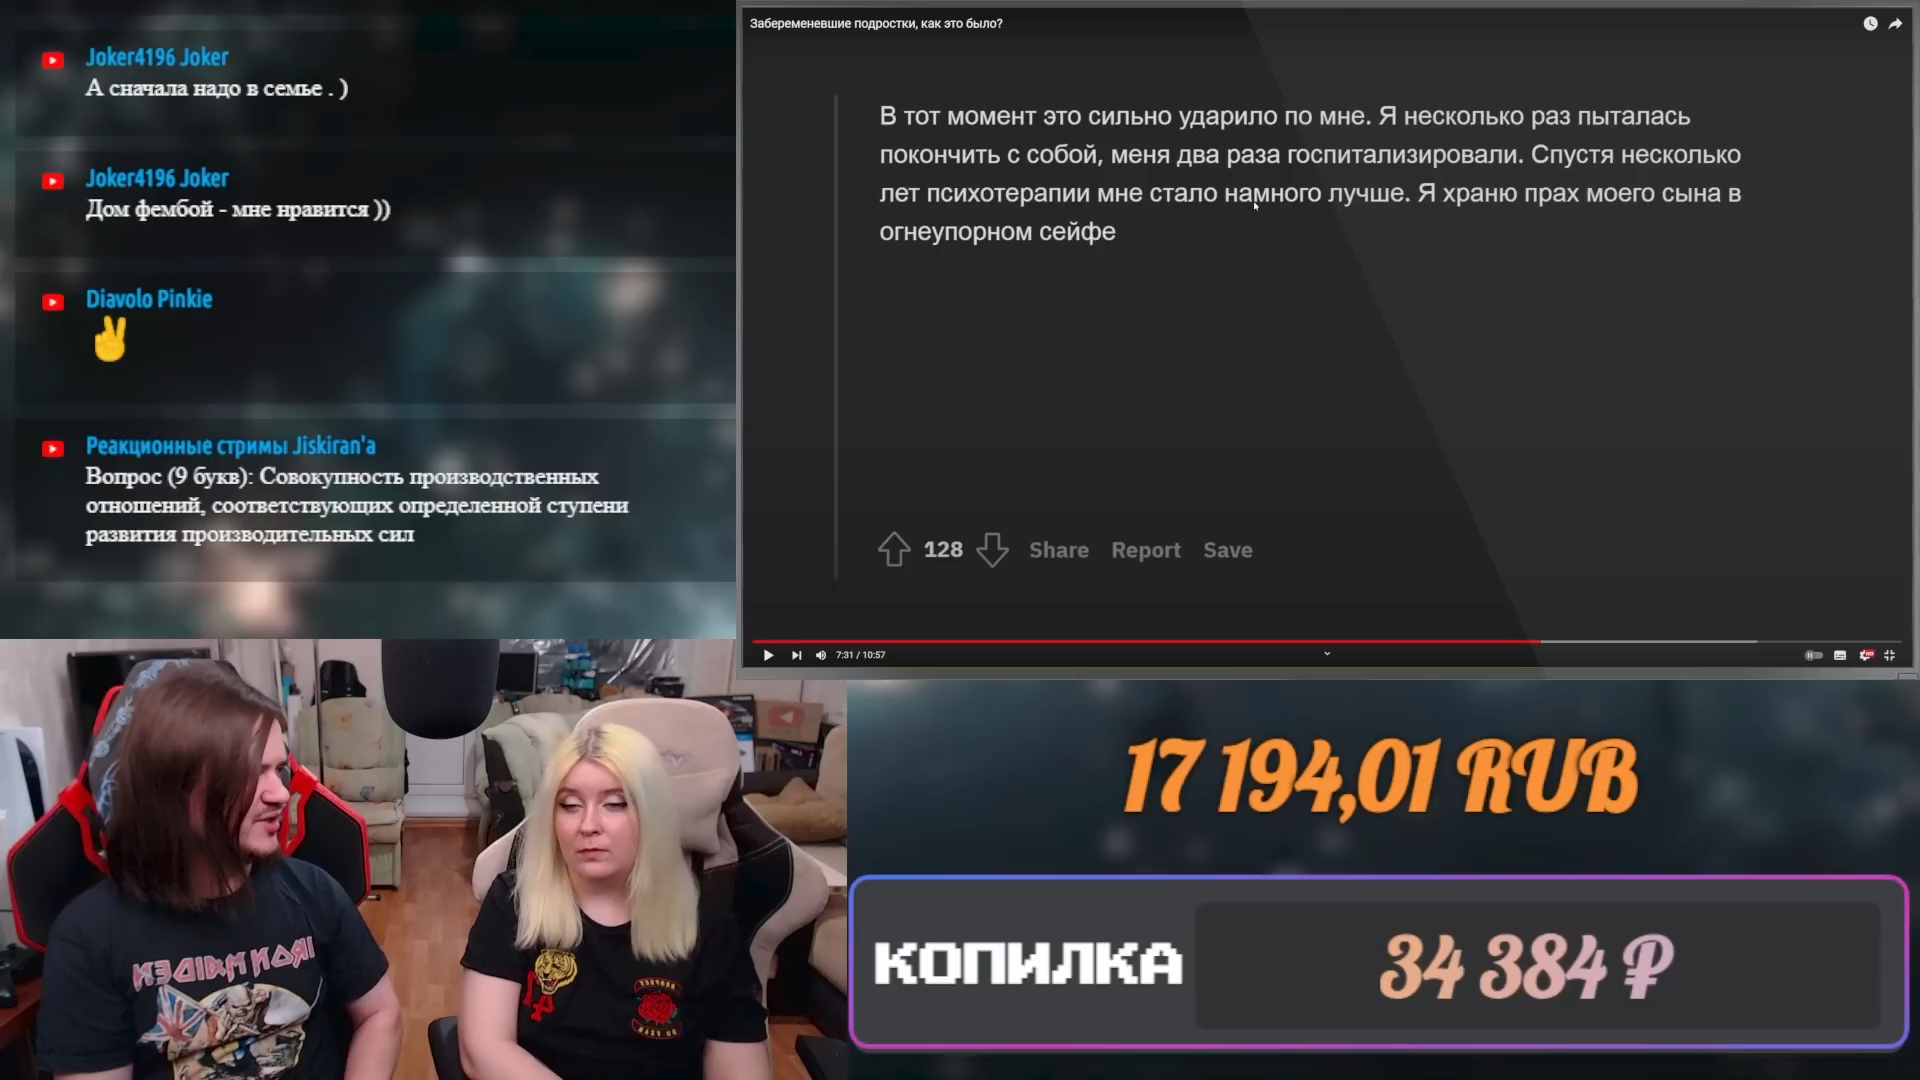 Joker4196 Joker
А сначала надо в семье . )
Joker4196 Joker
Дом фембой - мне нравится ))
Diavolo Pinkie
✌
Реакционные стримы Jiskiran'a
Вопрос (9 букв): Совокупность производственных
отношений, соответствующих определенной ступени
развития производительных сил
Забеременевшие подростки, как это было?
В тот момент это сильно ударило по мне. Я несколько раз пыталась
покончить с собой, меня два раза госпитализировали. Спустя несколько
лет психотерапии мне стало намного лучше. Я храню прах моего сына в
огнеупорном сейфе
128 Share Report Save
7:31 / 10:57
17 194,01 RUB
КОПИЛКА
34 384 ₽
IRON MAIDEN